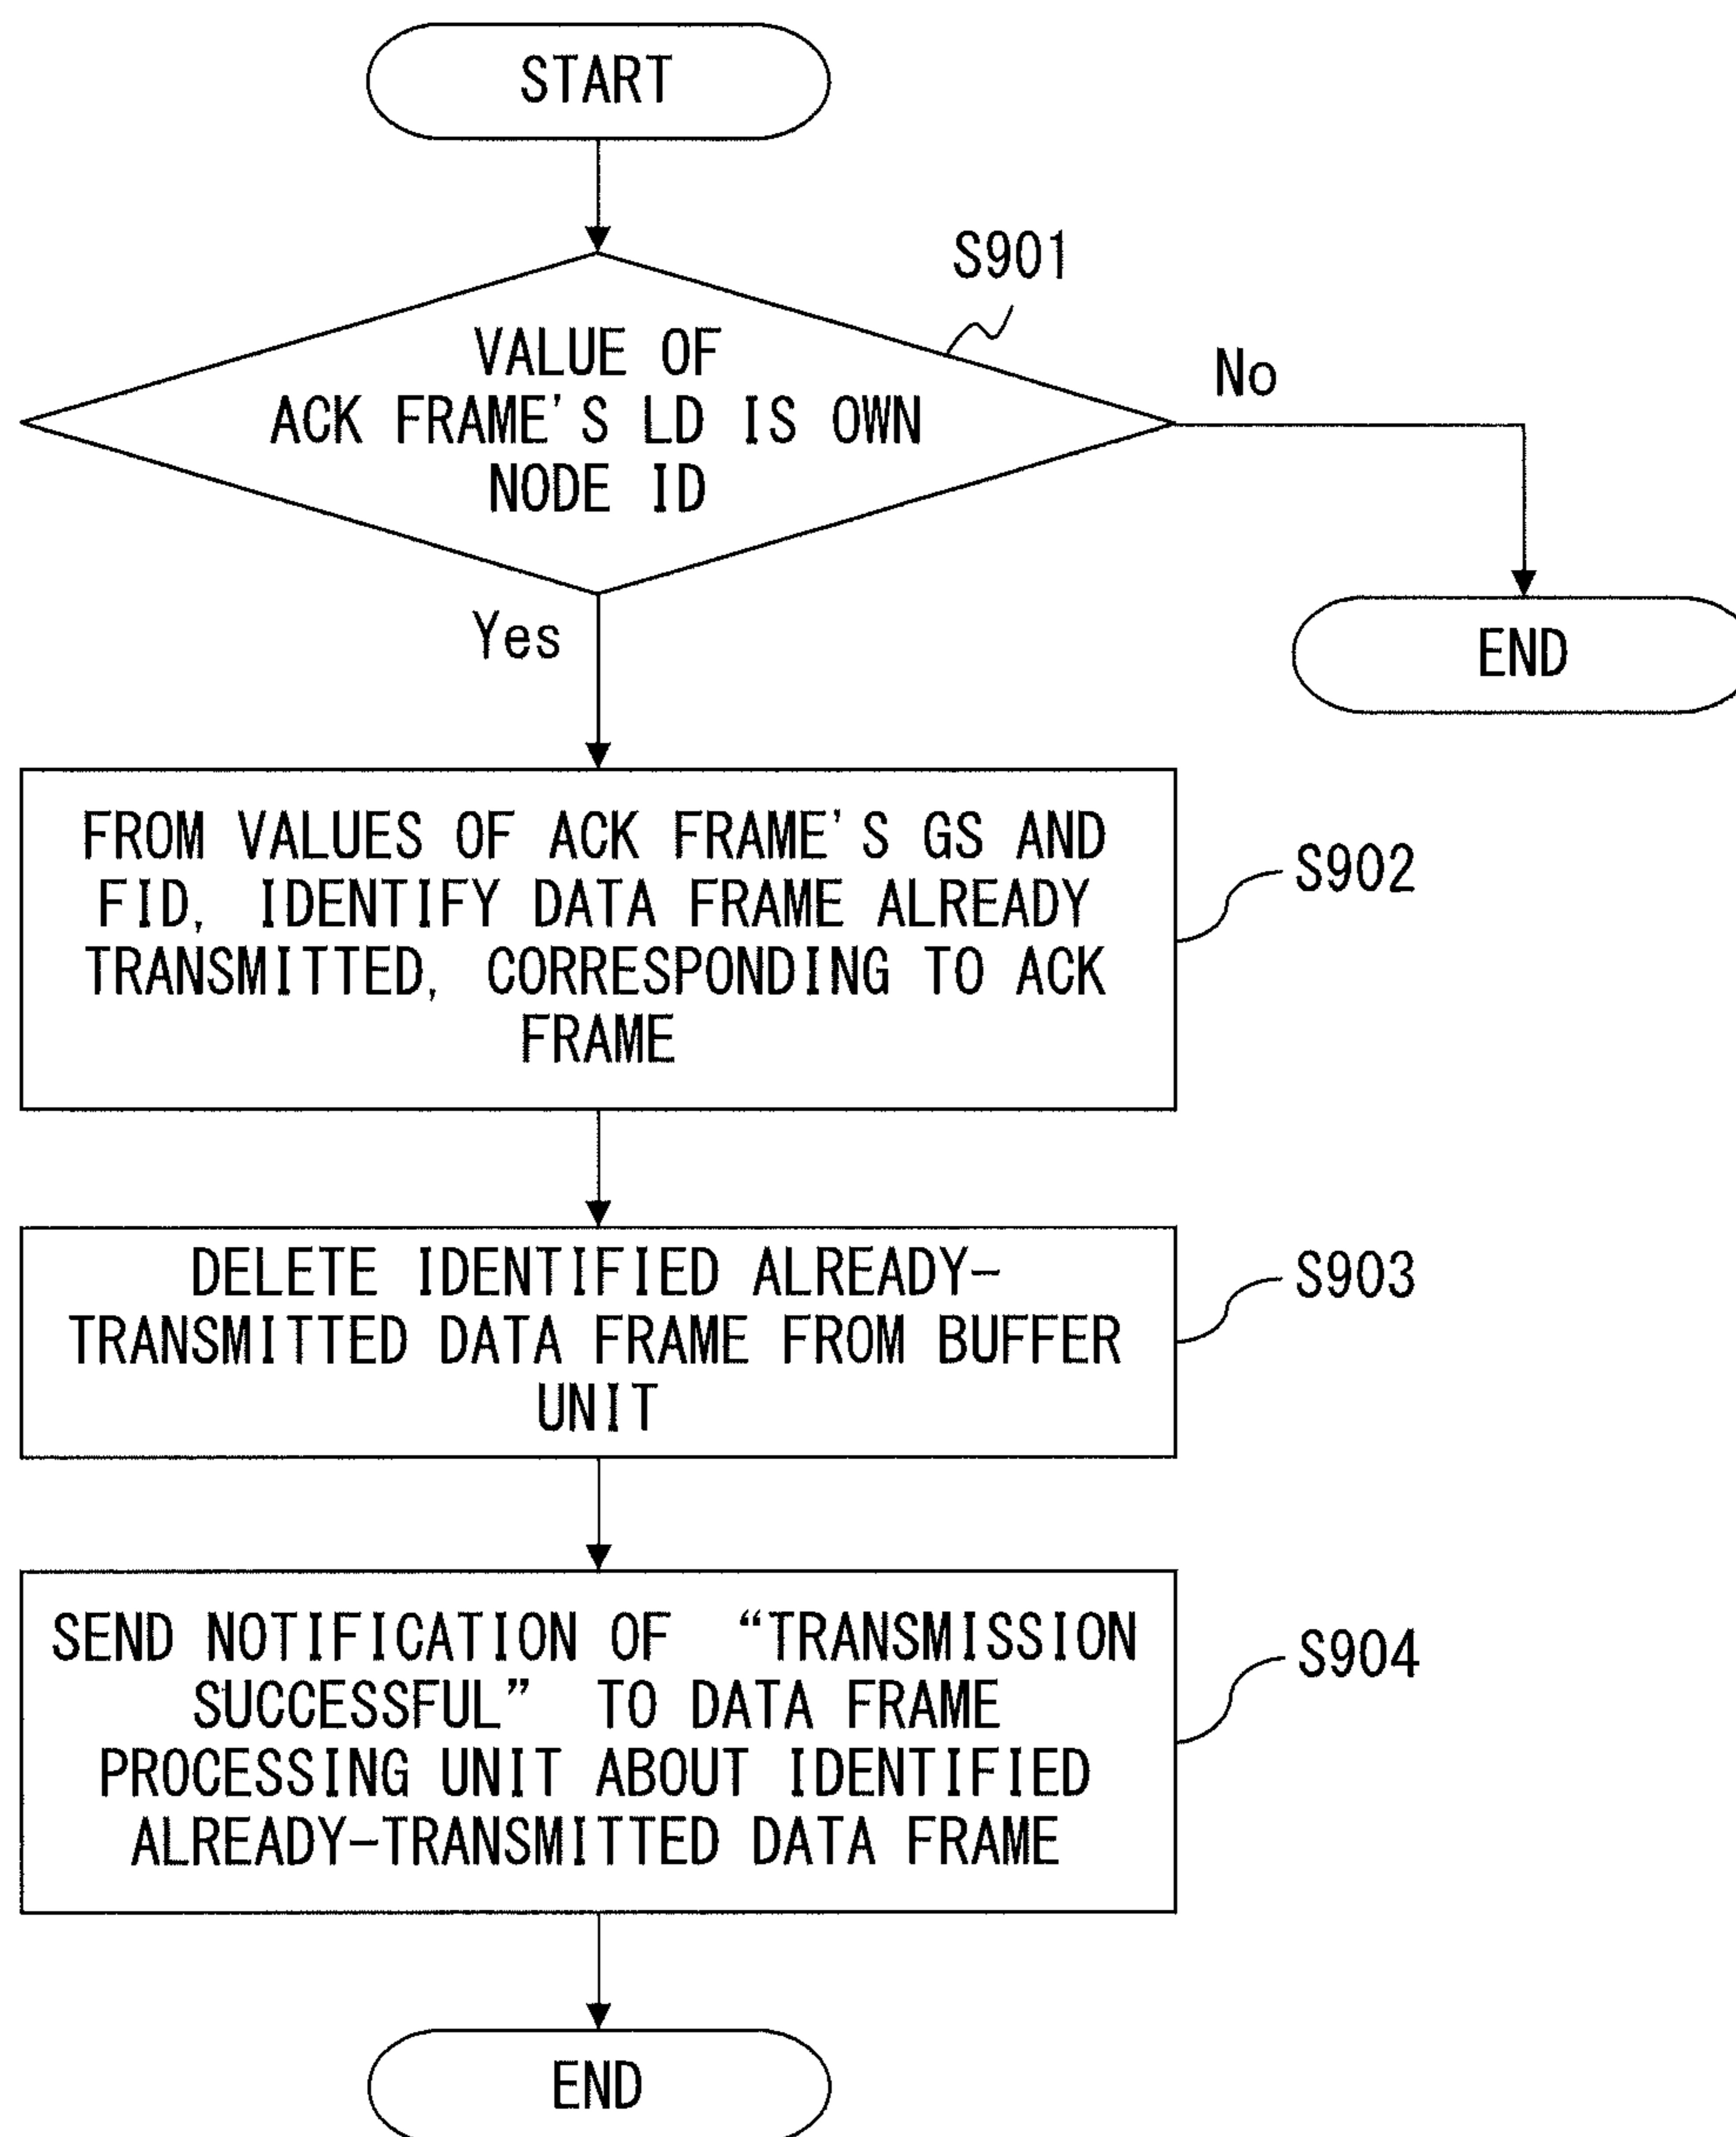 START
S901
VALUE OF
ACK FRAME'S LD IS OWN
NODE ID
No
Yes
END
FROM VALUES OF ACK FRAME'S GS AND
FID, IDENTIFY DATA FRAME ALREADY
TRANSMITTED, CORRESPONDING TO ACK
FRAME
S902
DELETE IDENTIFIED ALREADY-
TRANSMITTED DATA FRAME FROM BUFFER
UNIT
S903
SEND NOTIFICATION OF “TRANSMISSION
SUCCESSFUL” TO DATA FRAME
PROCESSING UNIT ABOUT IDENTIFIED
ALREADY-TRANSMITTED DATA FRAME
S904
END